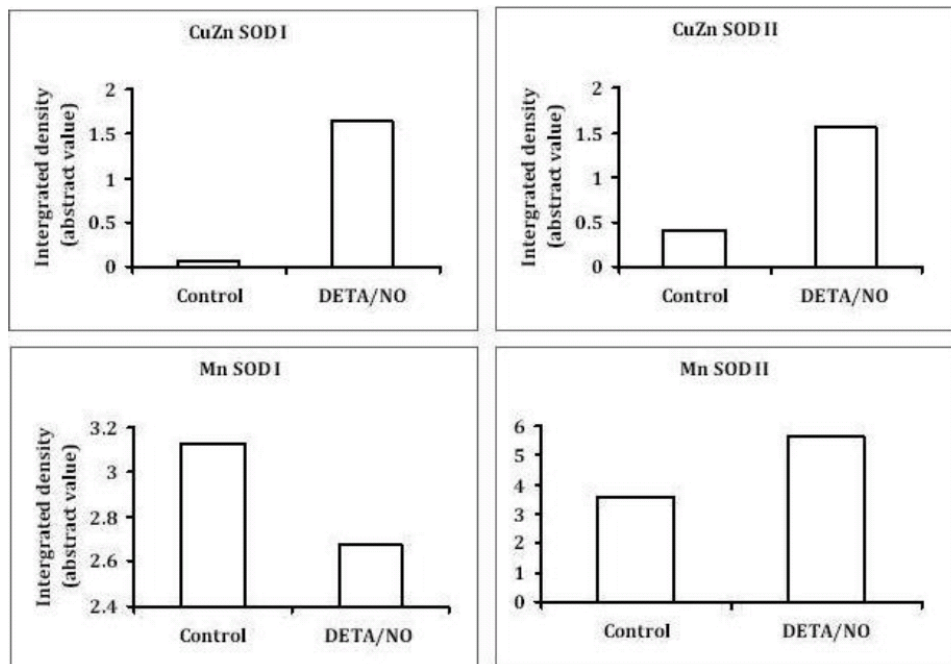 CuZn SOD I
Intergrated density
(abstract value)
2
1.5
1
0.5
0
Control DETA/NO
CuZn SOD II
Intergrated density
(abstract value)
2
1.5
1
0.5
0
Control DETA/NO
Mn SOD I
Intergrated density
(abstract value)
3.2
3
2.8
2.6
2.4
Control DETA/NO
Mn SOD II
6
5
4
3
2
1
0
Control DETA/NO